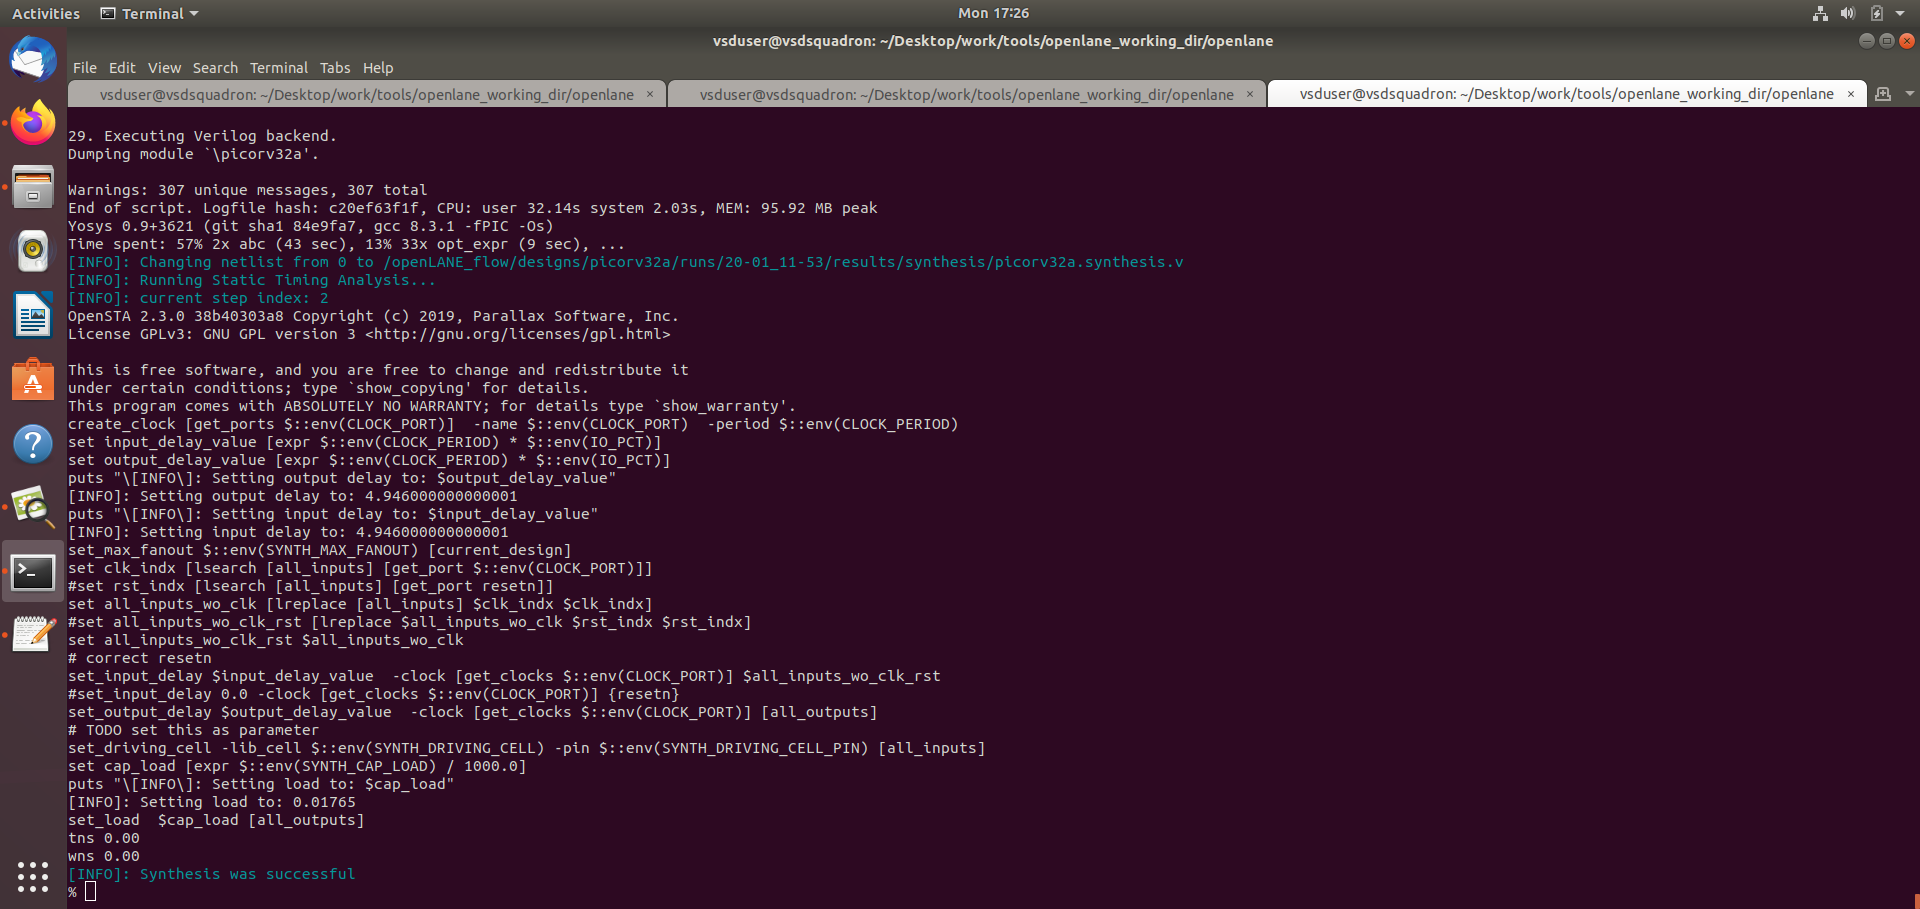 Activities Terminal Mon 17:26
vsduser@vsdsquadron: ~/Desktop/work/tools/openlane_working_dir/openlane
File Edit View Search Terminal Tabs Help
vsduser@vsdsquadron: ~/Desktop/work/tools/openlane_working_dir/openlane × vsduser@vsdsquadron: ~/Desktop/work/tools/openlane_working_dir/openlane × vsduser@vsdsquadron: ~/Desktop/work/tools/openlane_working_dir/openlane ×
29. Executing Verilog backend.
Dumping module `\picorv32a'.
Warnings: 307 unique messages, 307 total
End of script. Logfile hash: c20ef63f1f, CPU: user 32.14s system 2.03s, MEM: 95.92 MB peak
Yosys 0.9+3621 (git sha1 84e9fa7, gcc 8.3.1 -fPIC -Os)
Time spent: 57% 2x abc (43 sec), 13% 33x opt_expr (9 sec), ...
[INFO]: Changing netlist from 0 to /openLANE_flow/designs/picorv32a/runs/20-01_11-53/results/synthesis/picorv32a.synthesis.v
[INFO]: Running Static Timing Analysis...
[INFO]: current step index: 2
OpenSTA 2.3.0 38b40303a8 Copyright (c) 2019, Parallax Software, Inc.
License GPLv3: GNU GPL version 3 <http://gnu.org/licenses/gpl.html>
This is free software, and you are free to change and redistribute it
under certain conditions; type `show_copying' for details.
This program comes with ABSOLUTELY NO WARRANTY; for details type `show_warranty'.
create_clock [get_ports $::env(CLOCK_PORT)]  -name $::env(CLOCK_PORT)  -period $::env(CLOCK_PERIOD)
set input_delay_value [expr $::env(CLOCK_PERIOD) * $::env(IO_PCT)]
set output_delay_value [expr $::env(CLOCK_PERIOD) * $::env(IO_PCT)]
puts "\[INFO\]: Setting output delay to: $output_delay_value"
[INFO]: Setting output delay to: 4.946000000000001
puts "\[INFO\]: Setting input delay to: $input_delay_value"
[INFO]: Setting input delay to: 4.946000000000001
set_max_fanout $::env(SYNTH_MAX_FANOUT) [current_design]
set clk_indx [lsearch [all_inputs] [get_port $::env(CLOCK_PORT)]]
#set rst_indx [lsearch [all_inputs] [get_port resetn]]
set all_inputs_wo_clk [lreplace [all_inputs] $clk_indx $clk_indx]
#set all_inputs_wo_clk_rst [lreplace $all_inputs_wo_clk $rst_indx $rst_indx]
set all_inputs_wo_clk_rst $all_inputs_wo_clk
# correct resetn
set_input_delay $input_delay_value  -clock [get_clocks $::env(CLOCK_PORT)] $all_inputs_wo_clk_rst
#set_input_delay 0.0 -clock [get_clocks $::env(CLOCK_PORT)] {resetn}
set_output_delay $output_delay_value  -clock [get_clocks $::env(CLOCK_PORT)] [all_outputs]
# TODO set this as parameter
set_driving_cell -lib_cell $::env(SYNTH_DRIVING_CELL) -pin $::env(SYNTH_DRIVING_CELL_PIN) [all_inputs]
set cap_load [expr $::env(SYNTH_CAP_LOAD) / 1000.0]
puts "\[INFO\]: Setting load to: $cap_load"
[INFO]: Setting load to: 0.01765
set_load  $cap_load [all_outputs]
tns 0.00
wns 0.00
[INFO]: Synthesis was successful
%